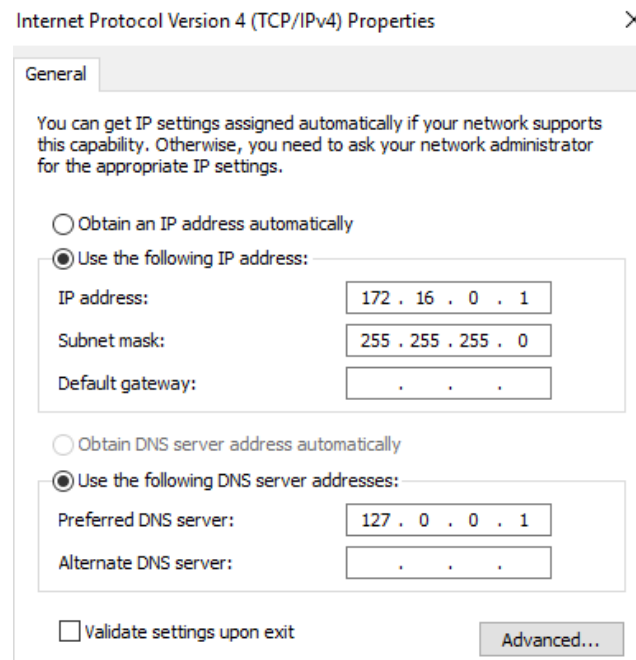 Internet Protocol Version 4 (TCP/IPv4) Properties
General
You can get IP settings assigned automatically if your network supports
this capability. Otherwise, you need to ask your network administrator
for the appropriate IP settings.
Obtain an IP address automatically
Use the following IP address:
IP address: 172 . 16 . 0 . 1
Subnet mask: 255 . 255 . 255 . 0
Default gateway: . . .
Obtain DNS server address automatically
Use the following DNS server addresses:
Preferred DNS server: 127 . 0 . 0 . 1
Alternate DNS server: . . .
Validate settings upon exit
Advanced...